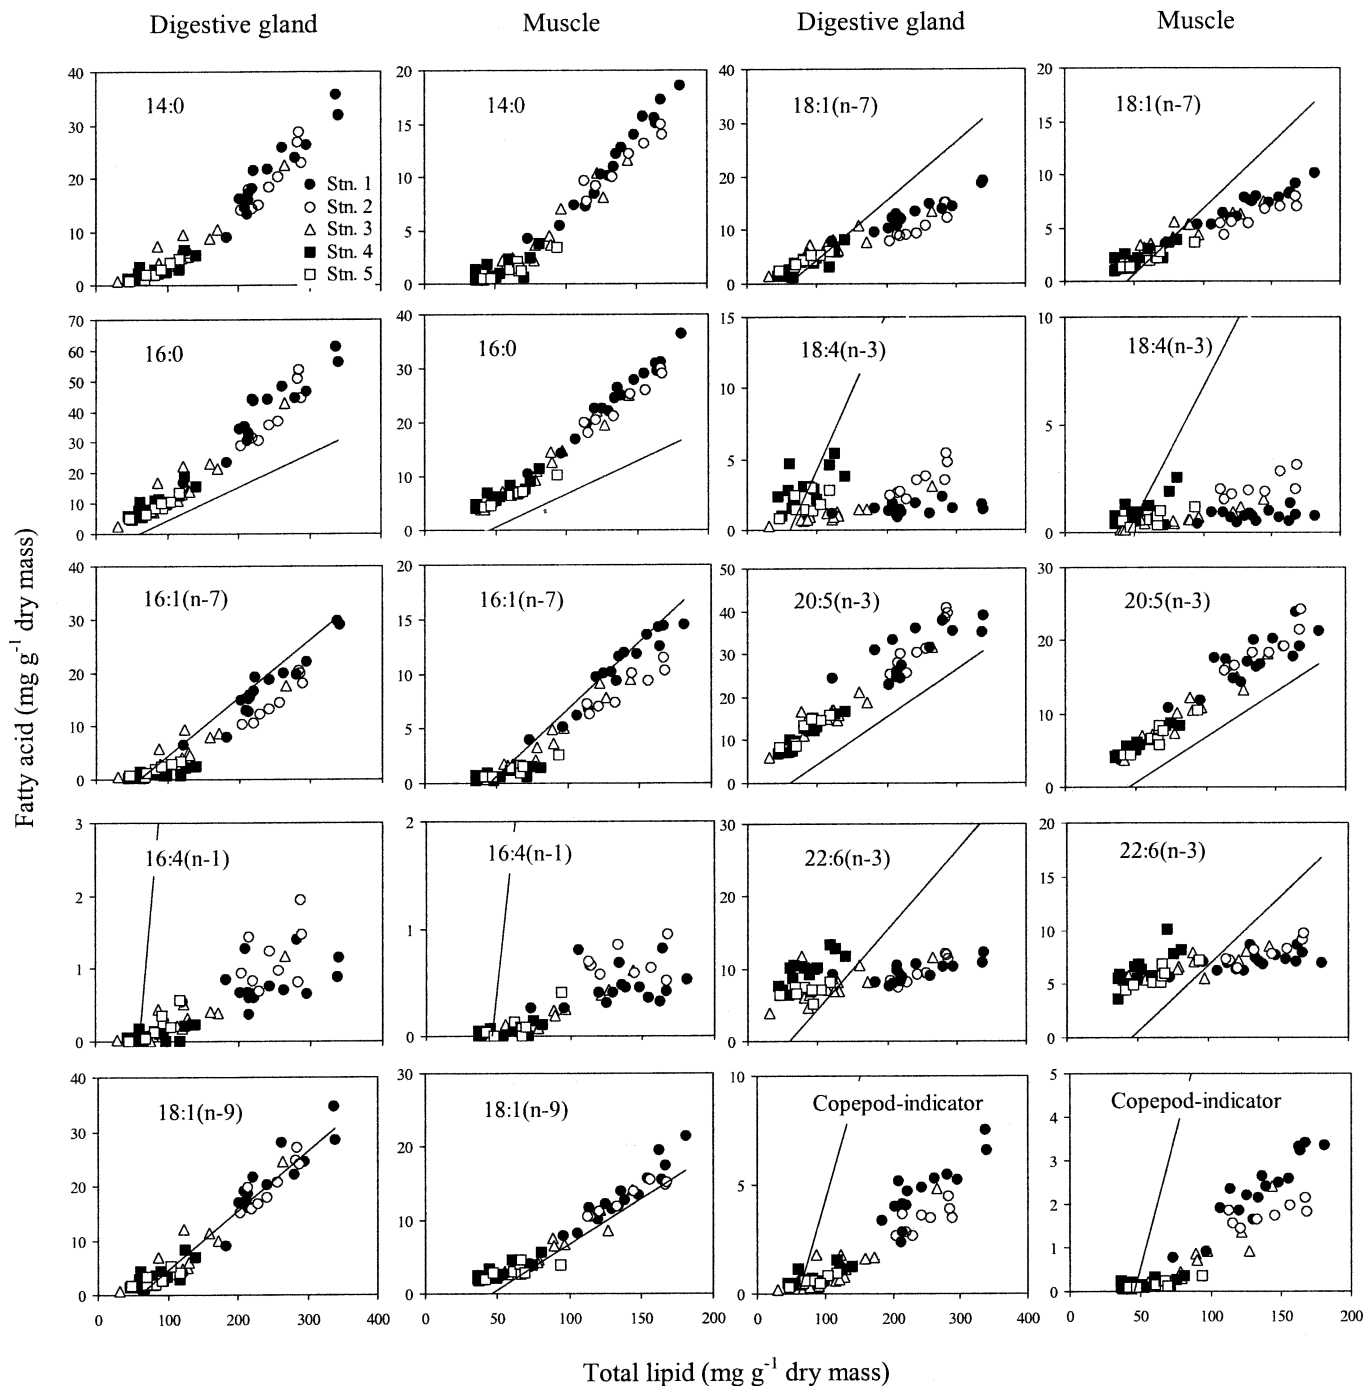 Digestive gland Muscle Digestive gland Muscle
40 20 40 20
14:0 14:0 18:1(n-7) 18:1(n-7)
30 15 30 15
Stn. 1
20 10 20 10
Stn. 2
Stn. 3
10 5 10 5
Stn. 4
Stn. 5
0 0 0 0
70 40 15 10
16:0 16:0 18:4(n-3) 18:4(n-3)
60
50 30 10
40 20 5
30 5
20 10
10
0 0 0 0
40 20 50 30
16:1(n-7) 16:1(n-7) 20:5(n-3) 20:5(n-3)
30 15 40 20
20 10 30
10 5 20 10
10
0 0 0 0
3 2 30 20
16:4(n-1) 16:4(n-1) 22:6(n-3) 22:6(n-3)
2 1 20 15
1 10 10
5
0 0 0 0
40 30 10 5
18:1(n-9) 18:1(n-9) Copepod-indicator Copepod-indicator
30 20 5 4
20 3
10 10 2
1
0 0 0 0
0 100 200 300 400 0 50 100 150 200 0 100 200 300 400 0 50 100 150 200
Fatty acid (mg g⁻¹ dry mass)
Total lipid (mg g⁻¹ dry mass)